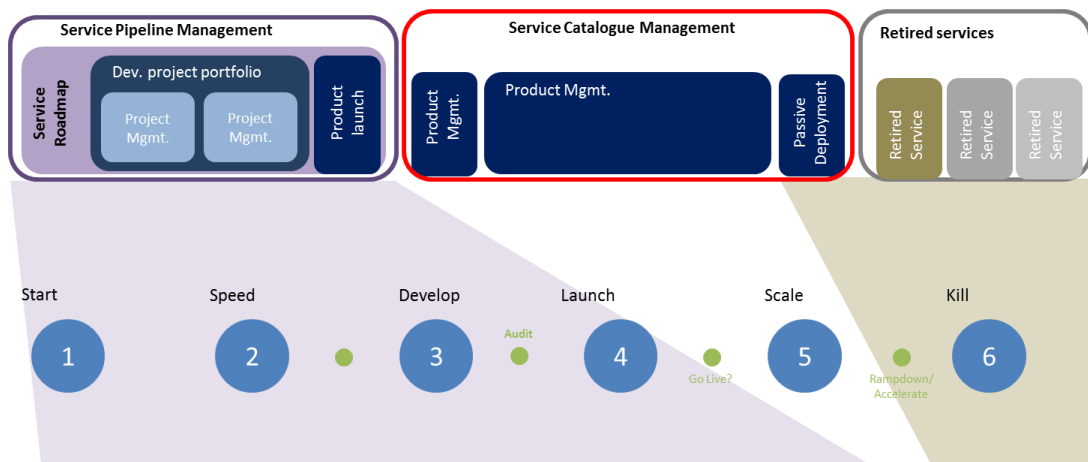 Service Pipeline Management
Service
Roadmap
Dev. project portfolio
Project
Mgmt.
Project
Mgmt.
Product
launch
Service Catalogue Management
Product
Mgmt.
Product Mgmt.
Passive
Deployment
Retired services
Retired
Service
Retired
Service
Retired
Service
Start
Speed
Develop
Launch
Scale
Kill
1
2
3
Audit
4
Go Live?
5
Rampdown/
Accelerate
6